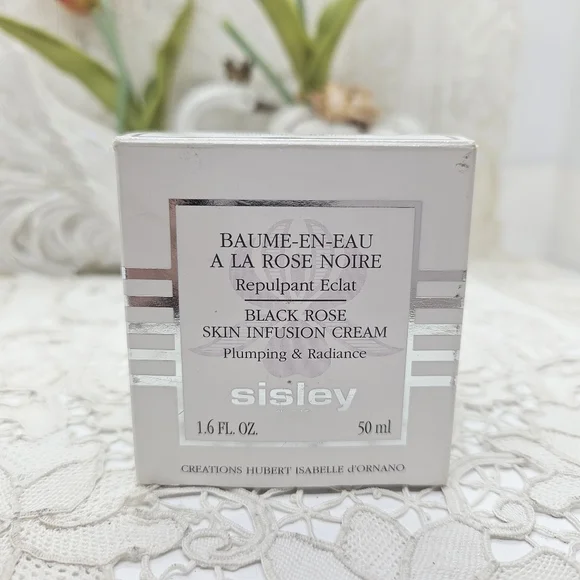 BAUME-EN-EAU
A LA ROSE NOIRE
Repulpant Eclat
BLACK ROSE
SKIN INFUSION CREAM
Plumping & Radiance
sisley
1.6 FL. OZ. 50 ml
CREATIONS HUBERT ISABELLE d'ORNANO